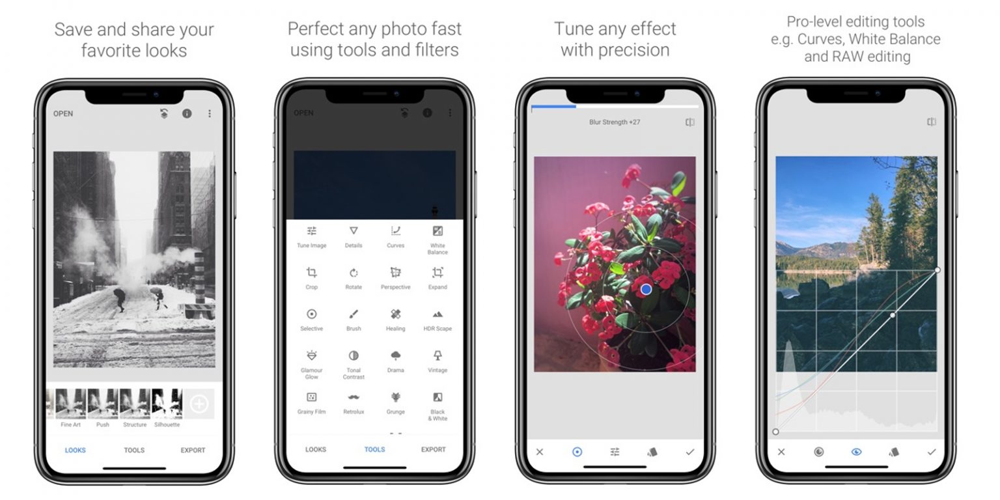 Save and share your
favorite looks
OPEN
Fine Art
Push
Structure
Silhouette
LOOKS
TOOLS
EXPORT
Perfect any photo fast
using tools and filters
OPEN
Tune Image
Details
Curves
White
Balance
Crop
Rotate
Perspective
Expand
Selective
Brush
Healing
HDR Scape
Glamour
Glow
Tonal
Contrast
Drama
Vintage
Grainy Film
Retrolux
Grunge
Black
& White
LOOKS
TOOLS
EXPORT
Tune any effect
with precision
Blur Strength +27
Pro-level editing tools
e.g. Curves, White Balance
and RAW editing